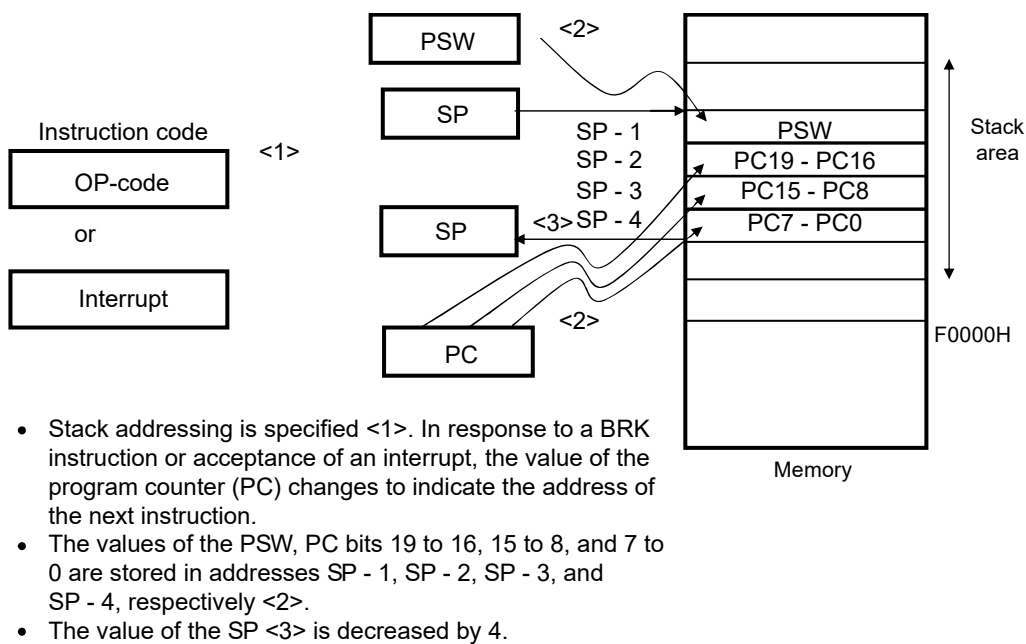 PSW
<2>
SP
Instruction code
<1>
OP-code
or
Interrupt
SP - 1
SP - 2
SP - 3
SP - 4
PSW
PC19 - PC16
PC15 - PC8
PC7 - PC0
Stack
area
SP
<3>
<2>
PC
F0000H
Memory
• Stack addressing is specified <1>. In response to a BRK
instruction or acceptance of an interrupt, the value of the
program counter (PC) changes to indicate the address of
the next instruction.
• The values of the PSW, PC bits 19 to 16, 15 to 8, and 7 to
0 are stored in addresses SP - 1, SP - 2, SP - 3, and
SP - 4, respectively <2>.
• The value of the SP <3> is decreased by 4.